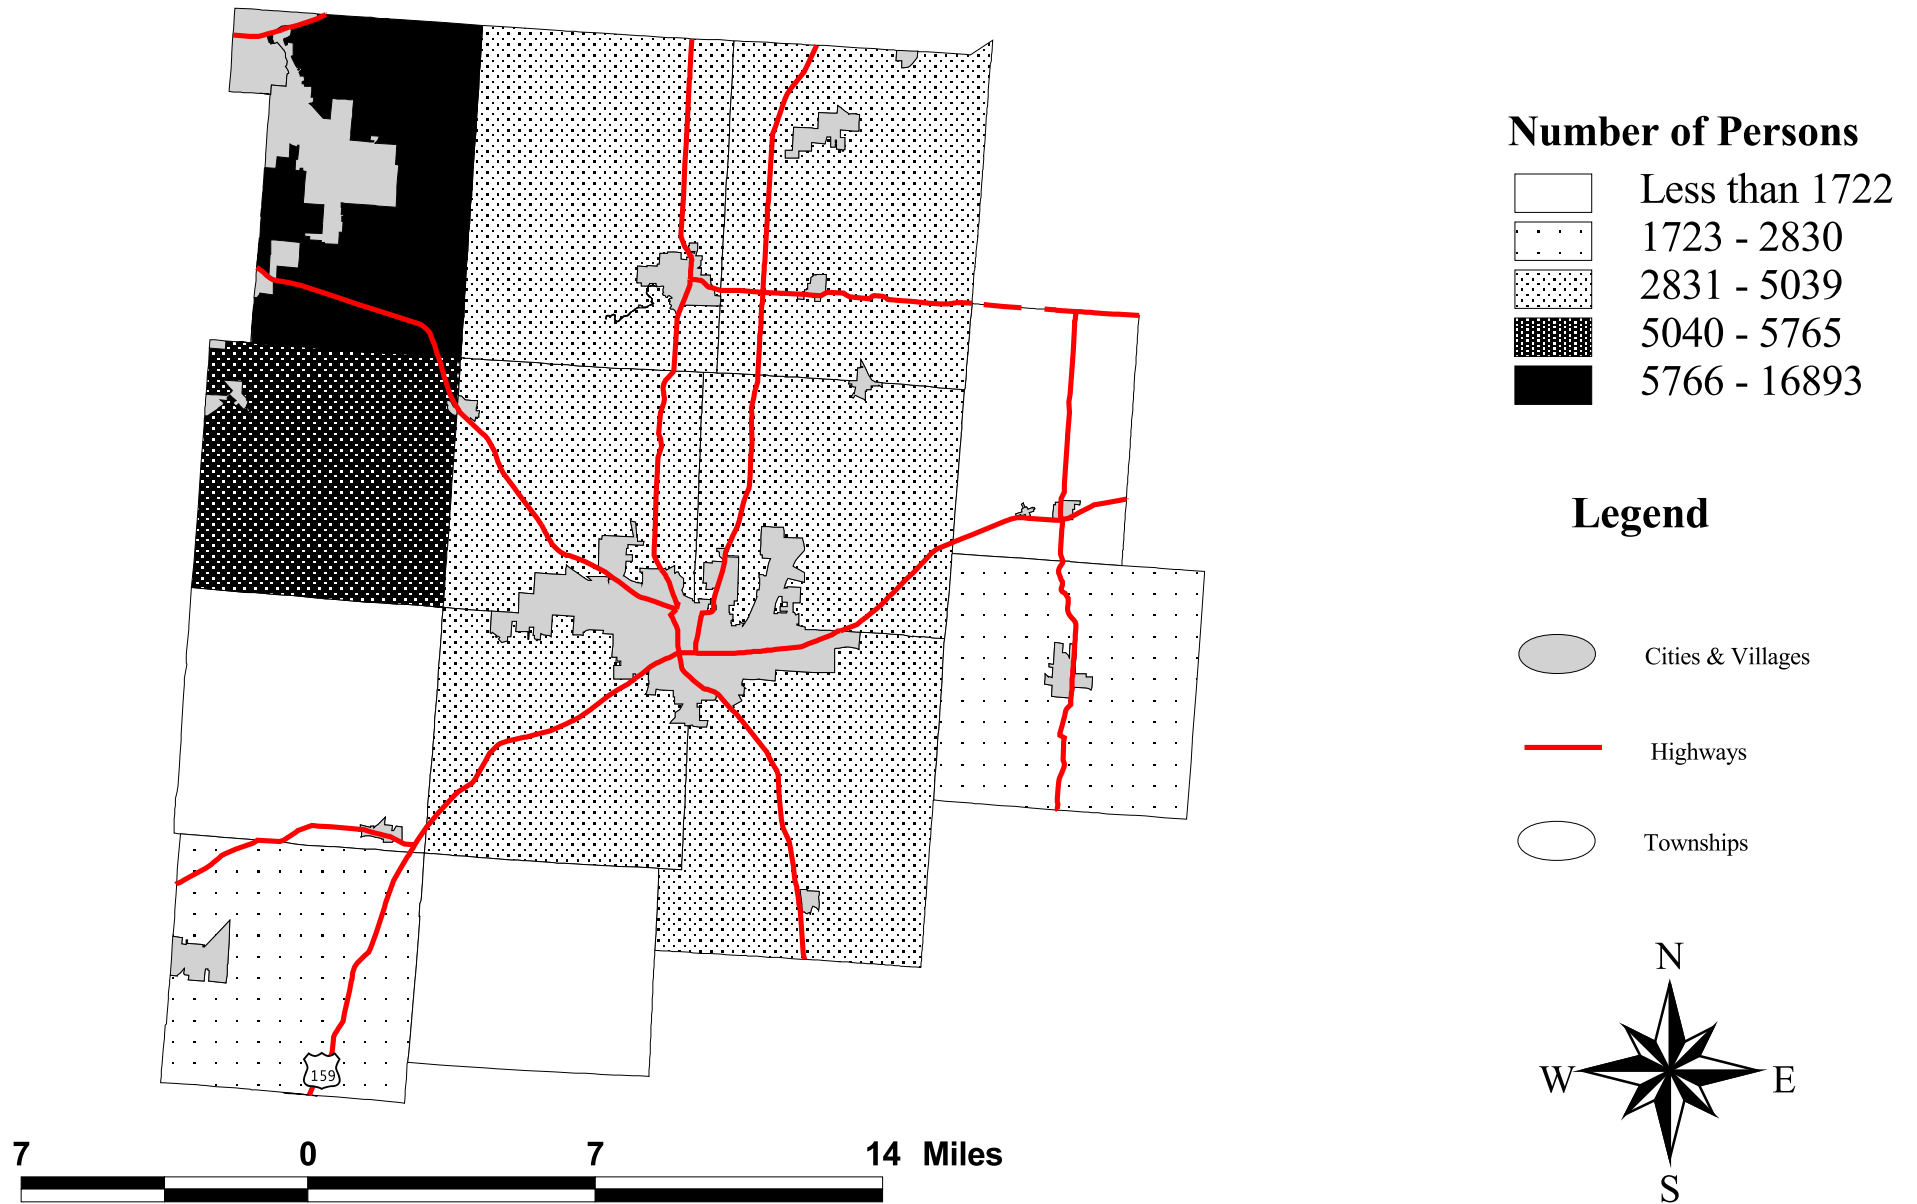 Number of Persons
Less than 1722
1723 - 2830
2831 - 5039
5040 - 5765
5766 - 16893
Legend
Cities & Villages
Highways
Townships
N
W E
S
159
7 0 7 14 Miles